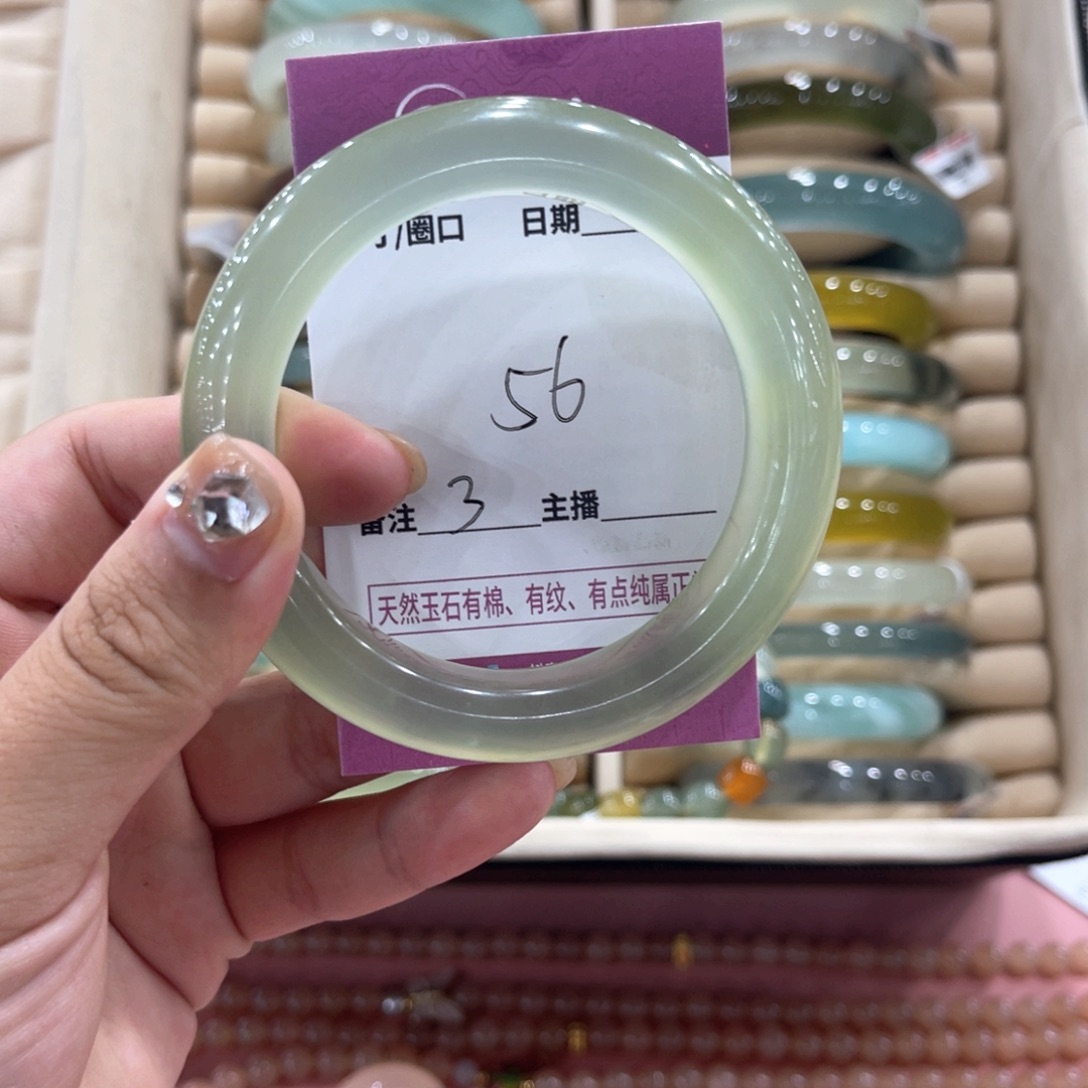 /圈口 日期
56
备注 3 主播
天然玉石有棉、有纹、有点纯属正